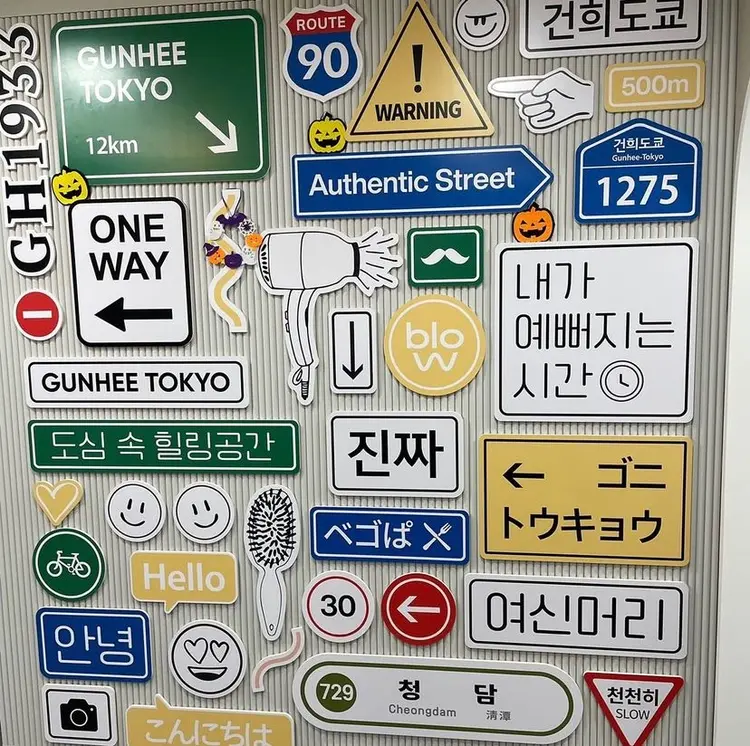 GH1933
GUNHEE
TOKYO
12km
ROUTE
90
!
WARNING
건희도쿄
500m
Authentic Street
건희도쿄
Gunhee-Tokyo
1275
ONE
WAY
blo
w
내가
예뻐지는
시간
GUNHEE TOKYO
도심 속 힐링공간
진짜
ゴニ
トウキョウ
ベゴぱ
Hello
30
여신머리
안녕
729
청 담
Cheongdam 淸潭
천천히
SLOW
こんにちは